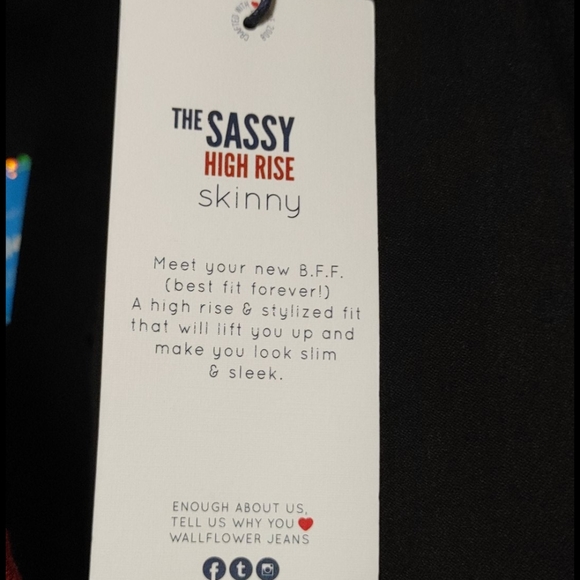 THE SASSY
HIGH RISE
skinny
Meet your new B.F.F.
(best fit forever!)
A high rise & stylized fit
that will lift you up and
make you look slim
& sleek.
ENOUGH ABOUT US,
TELL US WHY YOU ❤
WALLFLOWER JEANS